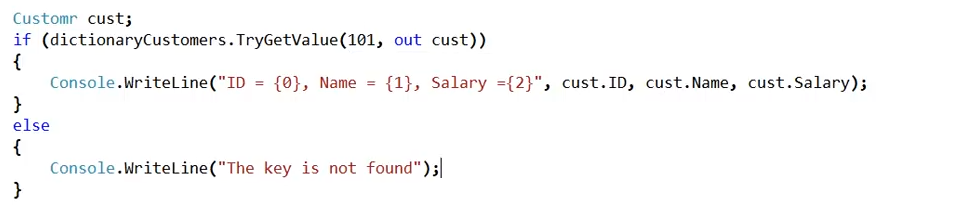 Customr cust;
if (dictionaryCustomers.TryGetValue(101, out cust))
{
    Console.WriteLine("ID = {0}, Name = {1}, Salary ={2}", cust.ID, cust.Name, cust.Salary);
}
else
{
    Console.WriteLine("The key is not found");
}